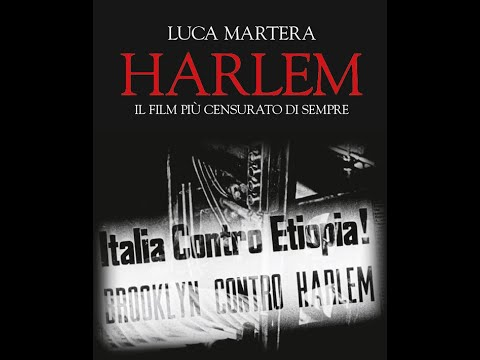 LUCA MARTERA
HARLEM
IL FILM PIÙ CENSURATO DI SEMPRE
Italia Contro Etiopia!
BROOKLYN CONTRO HARLEM